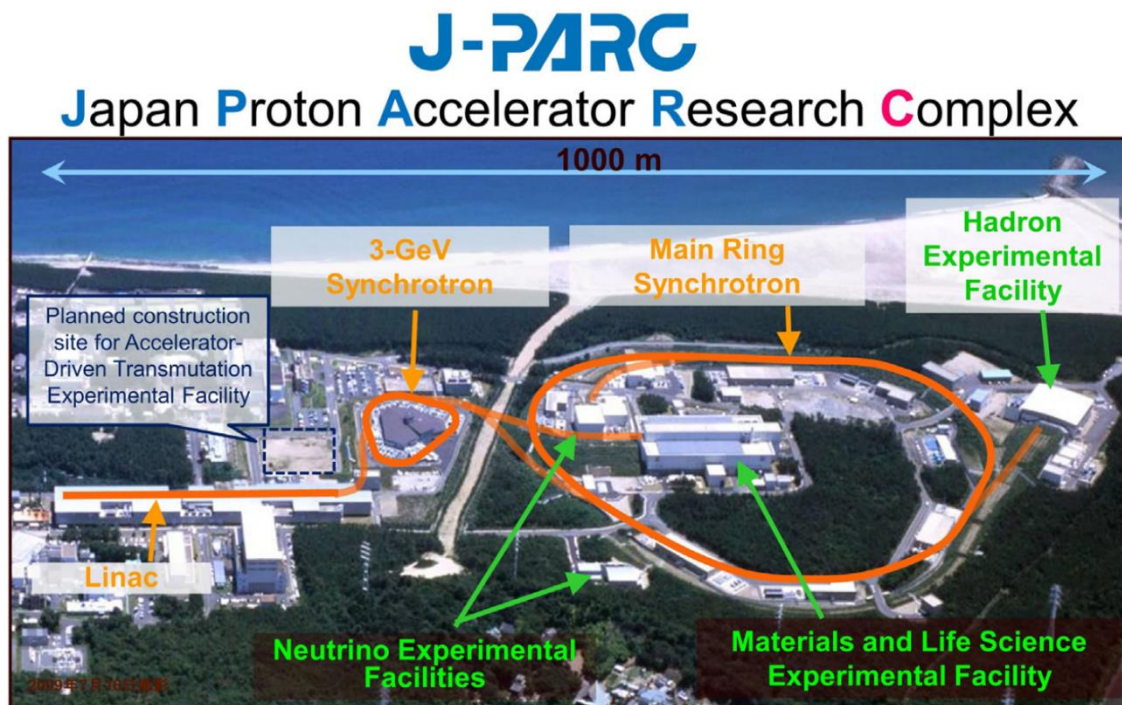 J-PARC
Japan Proton Accelerator Research Complex
1000 m
Hadron
Experimental
Facility
3-GeV
Synchrotron
Main Ring
Synchrotron
Planned construction
site for Accelerator-
Driven Transmutation
Experimental Facility
Linac
Neutrino Experimental
Facilities
Materials and Life Science
Experimental Facility